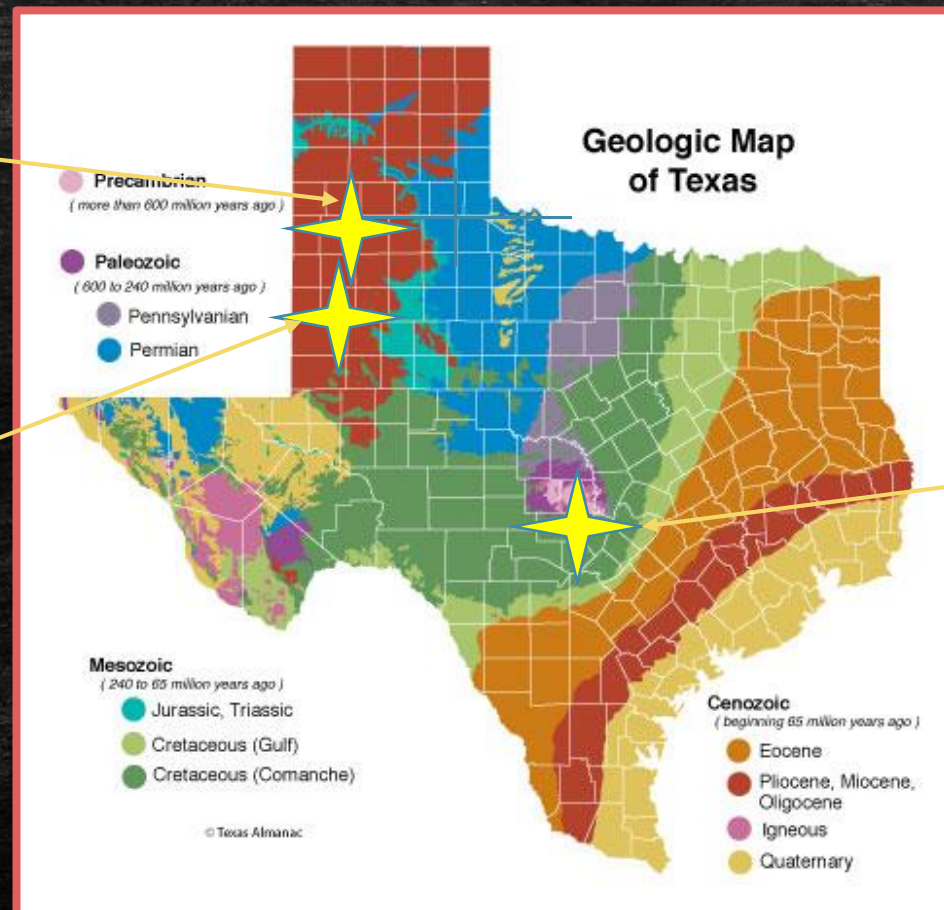 Geologic Map
of Texas
Precambrian
( more than 600 million years ago )
Paleozoic
( 600 to 240 million years ago )
Pennsylvanian
Permian
Mesozoic
( 240 to 65 million years ago )
Jurassic, Triassic
Cretaceous (Gulf)
Cretaceous (Comanche)
© Texas Almanac
Cenozoic
( beginning 65 million years ago )
Eocene
Pliocene, Miocene,
Oligocene
Igneous
Quaternary